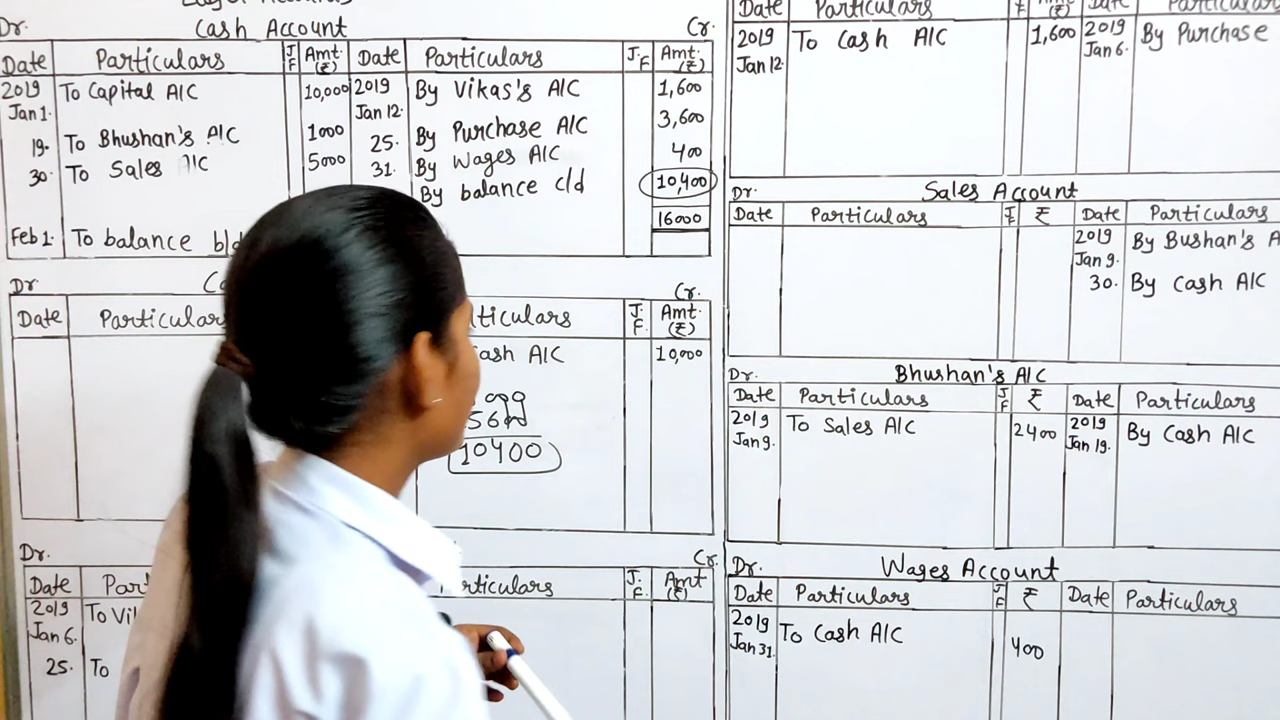 Cash Account
Dr. Cr.
Date Particulars J.F Amt. (₹) Date Particulars J.F Amt. (₹)
2019 Jan 1. To Capital A/C 10,000 2019 Jan 12. By Vikas's A/C 1,600
19. To Bhushan's A/C 1000 25. By Purchase A/C 3,600
30. To Sales A/C 5000 31. By Wages A/C 400
By balance c/d 10,400
16000
Feb 1. To balance b/d
Dr Cr.
Date Particulars J.F. Amt. (₹)
Cash A/C 10,000
10400
Dr. Cr.
Date Particulars J.F. Amt (₹)
2019 Jan 6. To
25. To
Date Particulars Date
2019 Jan 12. To Cash A/C 1,600 2019 Jan 6. By Purchase
Dr. Sales Account
Date Particulars J.F ₹ Date Particulars
2019 Jan 9. By Bushan's A
30. By Cash A/C
Dr. Bhushan's A/C
Date Particulars J.F ₹ Date Particulars
2019 Jan 9. To Sales A/C 2400 2019 Jan 19. By Cash A/C
Dr. Wages Account
Date Particulars J.F ₹ Date Particulars
2019 Jan 31. To Cash A/C 400